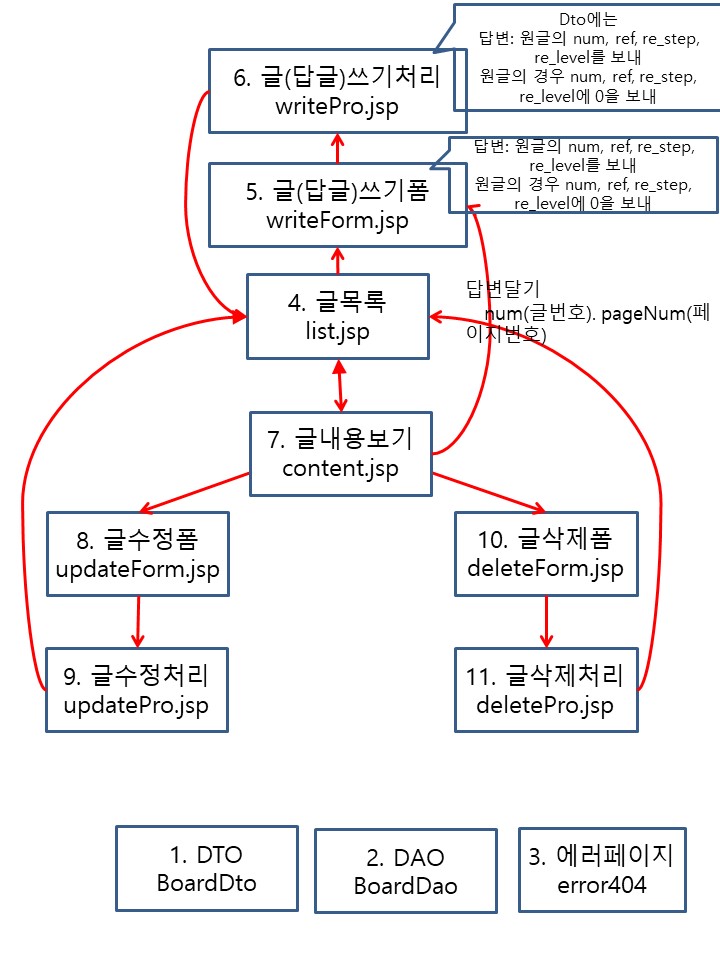 Dto에는
답변: 원글의 num, ref, re_step,
re_level를 보내
원글의 경우 num, ref, re_step,
re_level에 0을 보내
6. 글(답글)쓰기처리
writePro.jsp
답변: 원글의 num, ref, re_step,
re_level를 보내
원글의 경우 num, ref, re_step,
re_level에 0을 보내
5. 글(답글)쓰기폼
writeForm.jsp
4. 글목록
list.jsp
답변달기
num(글번호). pageNum(페
이지번호)
7. 글내용보기
content.jsp
8. 글수정폼
updateForm.jsp
10. 글삭제폼
deleteForm.jsp
9. 글수정처리
updatePro.jsp
11. 글삭제처리
deletePro.jsp
1. DTO
BoardDto
2. DAO
BoardDao
3. 에러페이지
error404